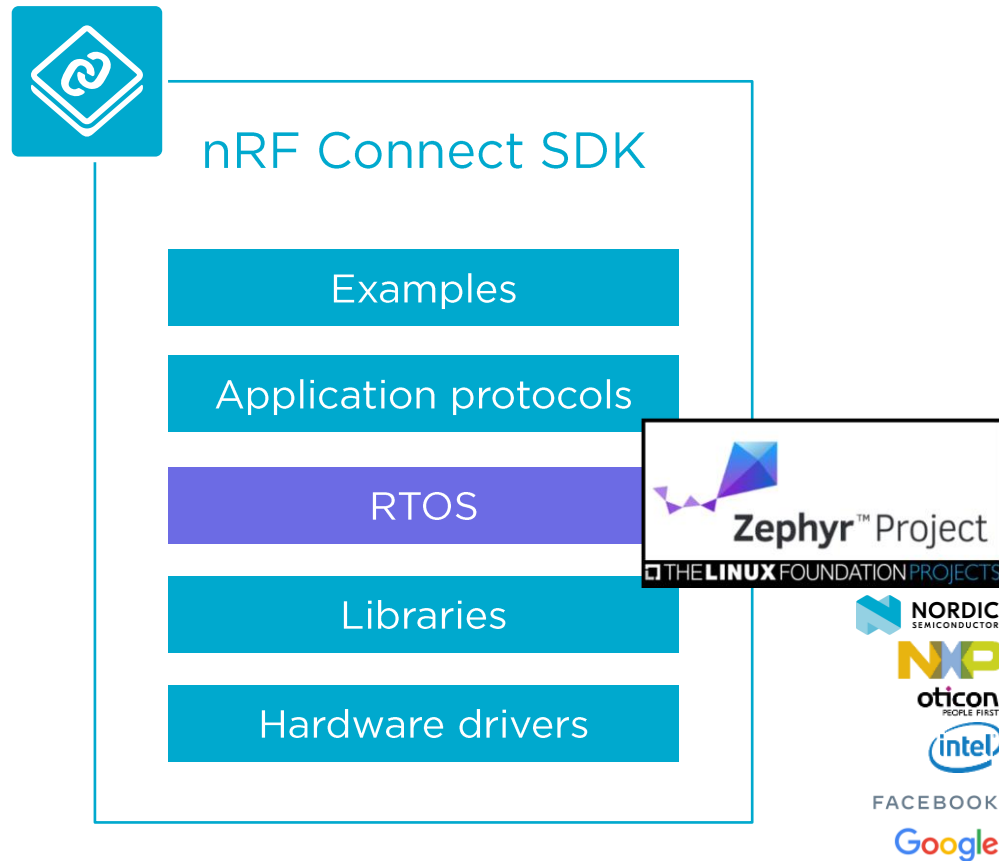 nRF Connect SDK
Examples
Application protocols
RTOS
Zephyr™ Project
THE LINUX FOUNDATION PROJECTS
Libraries
Hardware drivers
NORDIC
SEMICONDUCTOR
NXP
oticon
PEOPLE FIRST
intel
FACEBOOK
Google